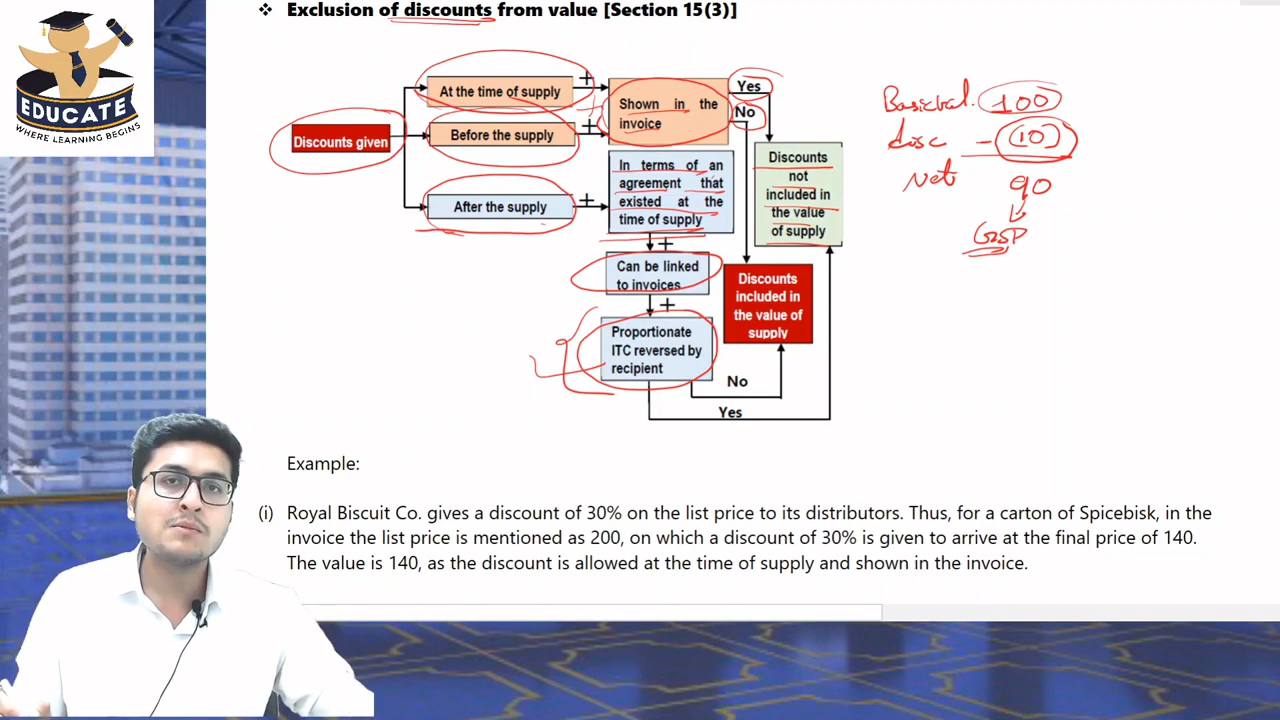 ❖ Exclusion of discounts from value [Section 15(3)]
EDUCATE
WHERE LEARNING BEGINS
Discounts given
At the time of supply
Before the supply
After the supply
+
+
+
Shown in the
invoice
Yes
No
In terms of an
agreement that
existed at the
time of supply
+
Can be linked
to invoices
+
Proportionate
ITC reversed by
recipient
No
Yes
Discounts
not
included in
the value
of supply
Discounts
included in
the value of
supply
100
disc - 10
Net 90
Example:
(i) Royal Biscuit Co. gives a discount of 30% on the list price to its distributors. Thus, for a carton of Spicebisk, in the
invoice the list price is mentioned as 200, on which a discount of 30% is given to arrive at the final price of 140.
The value is 140, as the discount is allowed at the time of supply and shown in the invoice.